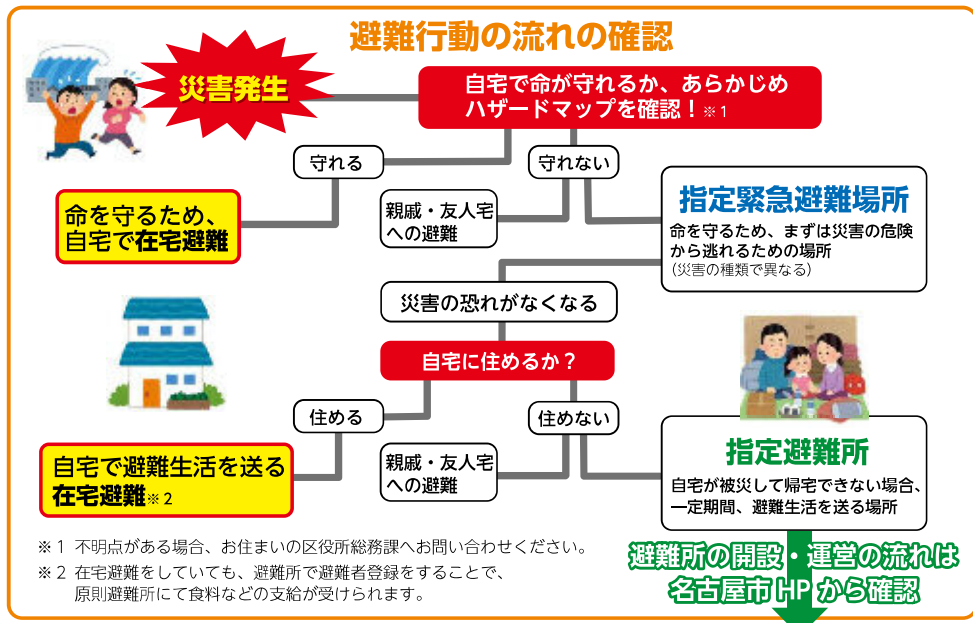 避難行動の流れの確認
災害発生
自宅で命が守れるか、あらかじめ
ハザードマップを確認！※1
守れる
守れない
命を守るため、
自宅で在宅避難
親戚・友人宅
への避難
指定緊急避難場所
命を守るため、まずは災害の危険
から逃れるための場所
(災害の種類で異なる)
災害の恐れがなくなる
自宅に住めるか？
住める
住めない
自宅で避難生活を送る
在宅避難※2
親戚・友人宅
への避難
指定避難所
自宅が被災して帰宅できない場合、
一定期間、避難生活を送る場所
※1 不明点がある場合、お住まいの区役所総務課へお問い合わせください。
※2 在宅避難をしていても、避難所で避難者登録をすることで、
原則避難所にて食料などの支給が受けられます。
避難所の開設・運営の流れは
名古屋市HPから確認